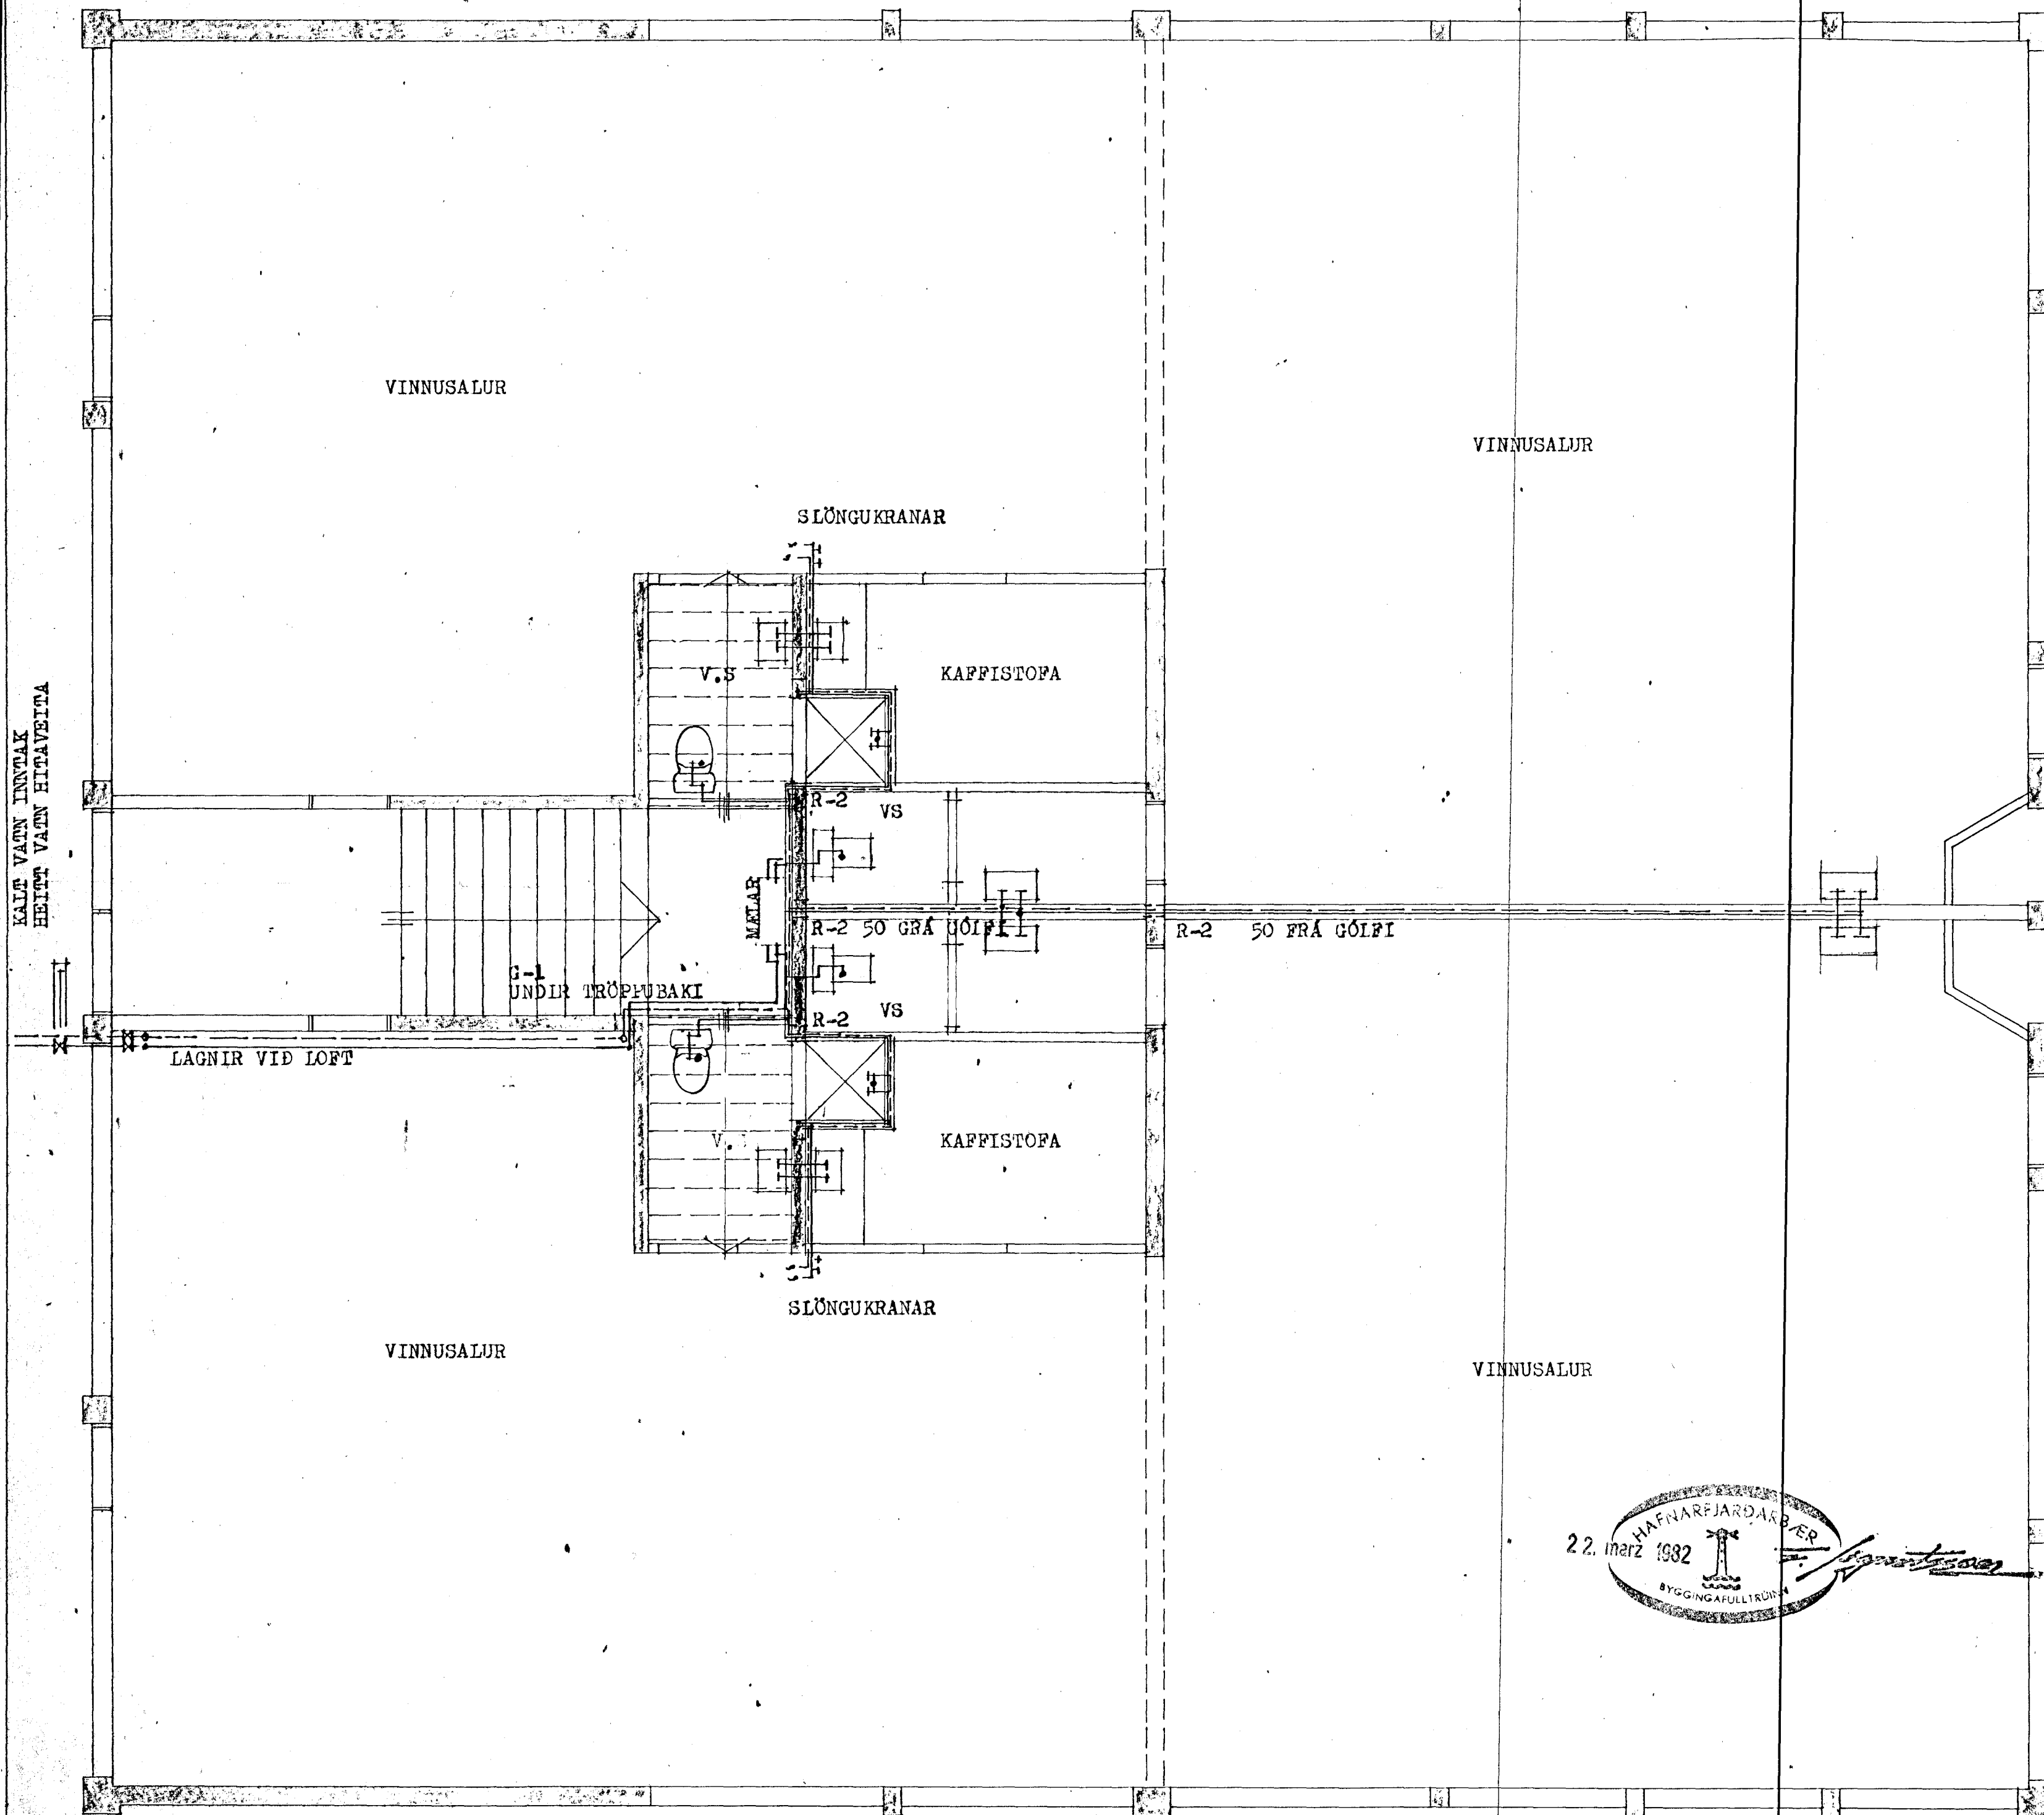 VINNUSALUR
VINNUSALUR
SLÖNGUKRANAR
V.S
KAFFISTOFA
KALT VATN INNTAK
HEITT VATN HITAVEITA
R-2
VS
MÆLAR
R-2 50 GRÁ GÓLFI
R-2 50 FRÁ GÓLFI
G-1
UNDIR TRÖPPUBAKI
R-2
VS
LAGNIR VIÐ LOFT
V.
KAFFISTOFA
SLÖNGUKRANAR
VINNUSALUR
VINNUSALUR
HAFNARFJARÐARBÆR
22. marz 1982
BYGGINGAFULLTRÚINN